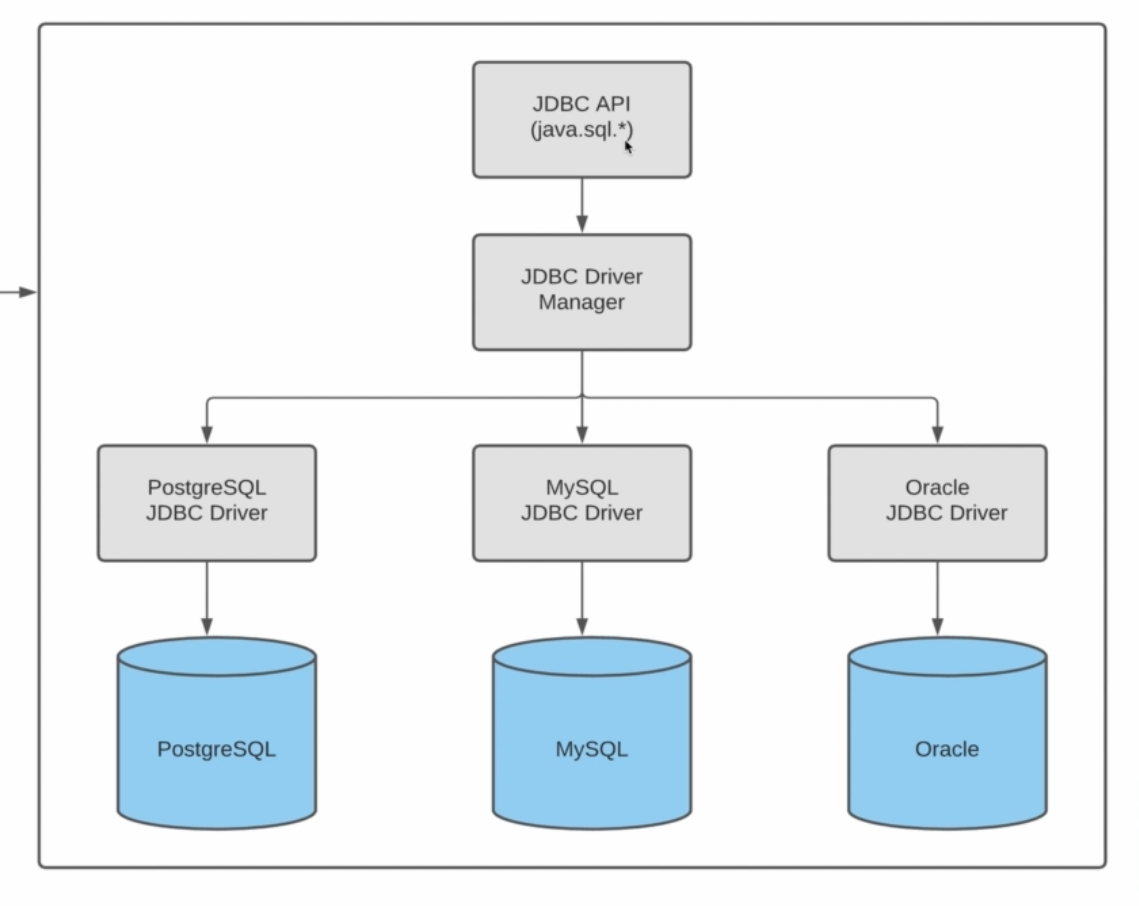 JDBC API
(java.sql.*)
JDBC Driver
Manager
PostgreSQL
JDBC Driver
MySQL
JDBC Driver
Oracle
JDBC Driver
PostgreSQL
MySQL
Oracle